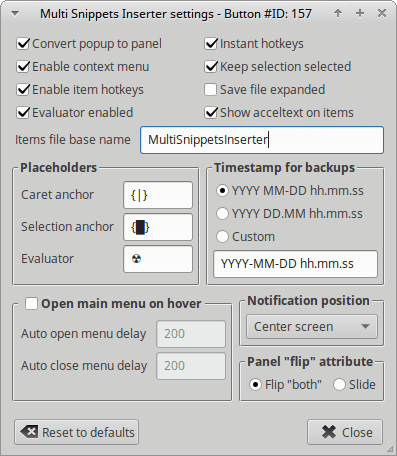 Multi Snippets Inserter settings - Button #ID: 157
Convert popup to panel
Instant hotkeys
Enable context menu
Keep selection selected
Enable item hotkeys
Save file expanded
Evaluator enabled
Show acceltext on items
Items file base name MultiSnippetsInserter
Placeholders
Caret anchor {|}
Selection anchor {█}
Evaluator ☢
Timestamp for backups
YYYY MM-DD hh.mm.ss
YYYY DD.MM hh.mm.ss
Custom
YYYY-MM-DD hh.mm.ss
Open main menu on hover
Auto open menu delay 200
Auto close menu delay 200
Notification position
Center screen
Panel "flip" attribute
Flip "both" Slide
Reset to defaults
Close